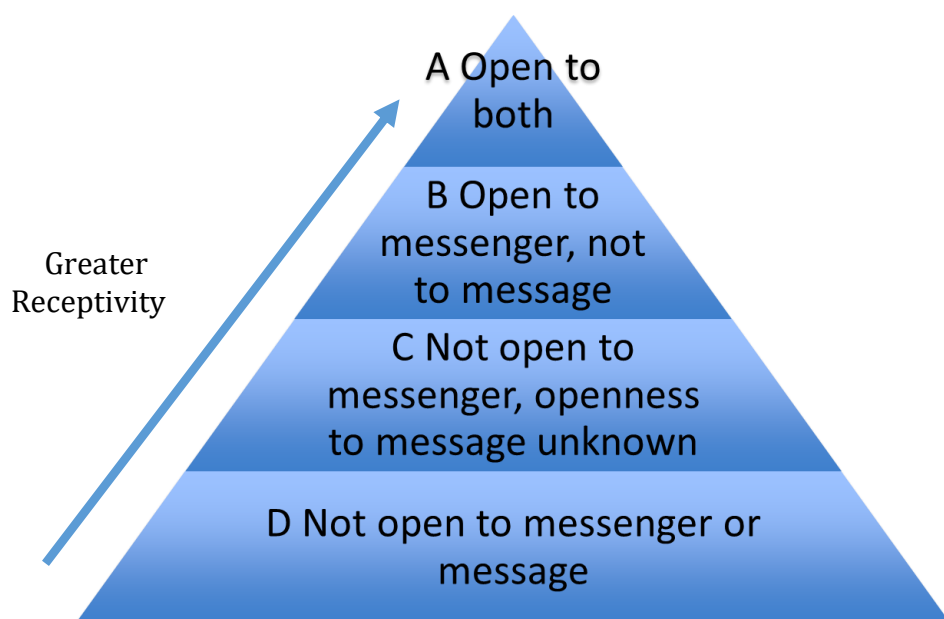 A Open to
both
B Open to
messenger, not
to message
Greater
Receptivity
C Not open to
messenger, openness
to message unknown
D Not open to messenger or
message